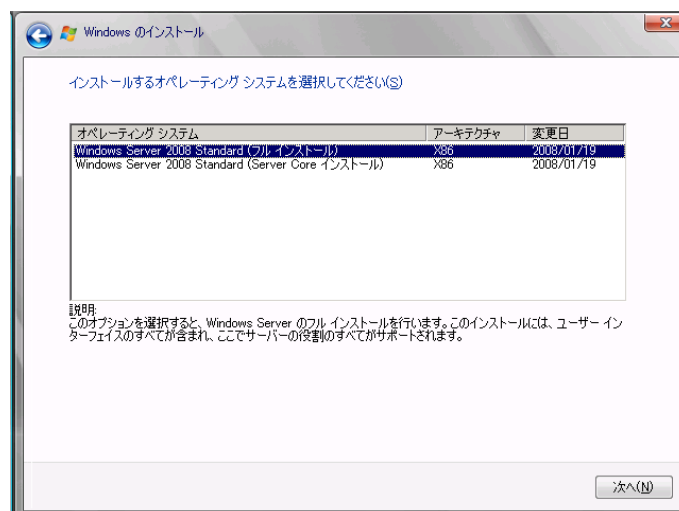 Windows のインストール
インストールするオペレーティング システムを選択してください(S)
オペレーティング システム アーキテクチャ 変更日
Windows Server 2008 Standard (フル インストール) X86 2008/01/19
Windows Server 2008 Standard (Server Core インストール) X86 2008/01/19
説明:
このオプションを選択すると、Windows Server のフル インストールを行います。このインストールには、ユーザー イン
ターフェイスのすべてが含まれ、ここでサーバーの役割のすべてがサポートされます。
次へ(N)